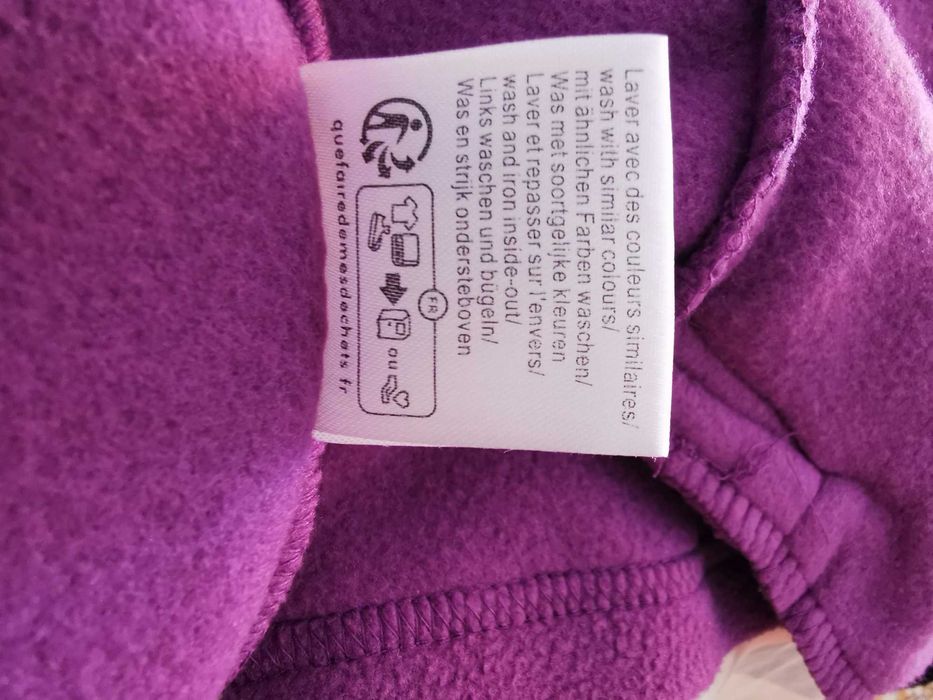 Laver avec des couleurs similaires/
wash with similar colours/
mit ähnlichen Farben waschen/
Was met soortgelijke kleuren
Laver et repasser sur l'envers/
wash and iron inside-out/
Links waschen und bügeln/
Was en strijk ondersteboven
FR
ou
quefairedemesdechets.fr